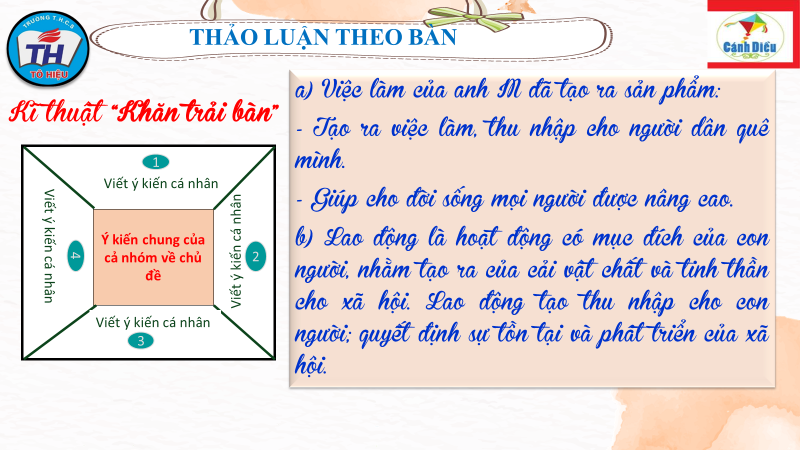 TRƯỜNG T.H.C.S
TH
TÔ HIỆU
THẢO LUẬN THEO BÀN
Cánh Diều
Kĩ thuật “Khăn trải bàn”
1
Viết ý kiến cá nhân
Viết ý kiến cá nhân
4
Ý kiến chung của
cả nhóm về chủ
đề
Viết ý kiến cá nhân
2
Viết ý kiến cá nhân
3
a) Việc làm của anh M đã tạo ra sản phẩm:
- Tạo ra việc làm, thu nhập cho người dân quê
mình.
- Giúp cho đời sống mọi người được nâng cao.
b) Lao động là hoạt động có mục đích của con
người, nhằm tạo ra của cải vật chất và tinh thần
cho xã hội. Lao động tạo thu nhập cho con
người; quyết định sự tồn tại và phát triển của xã
hội.